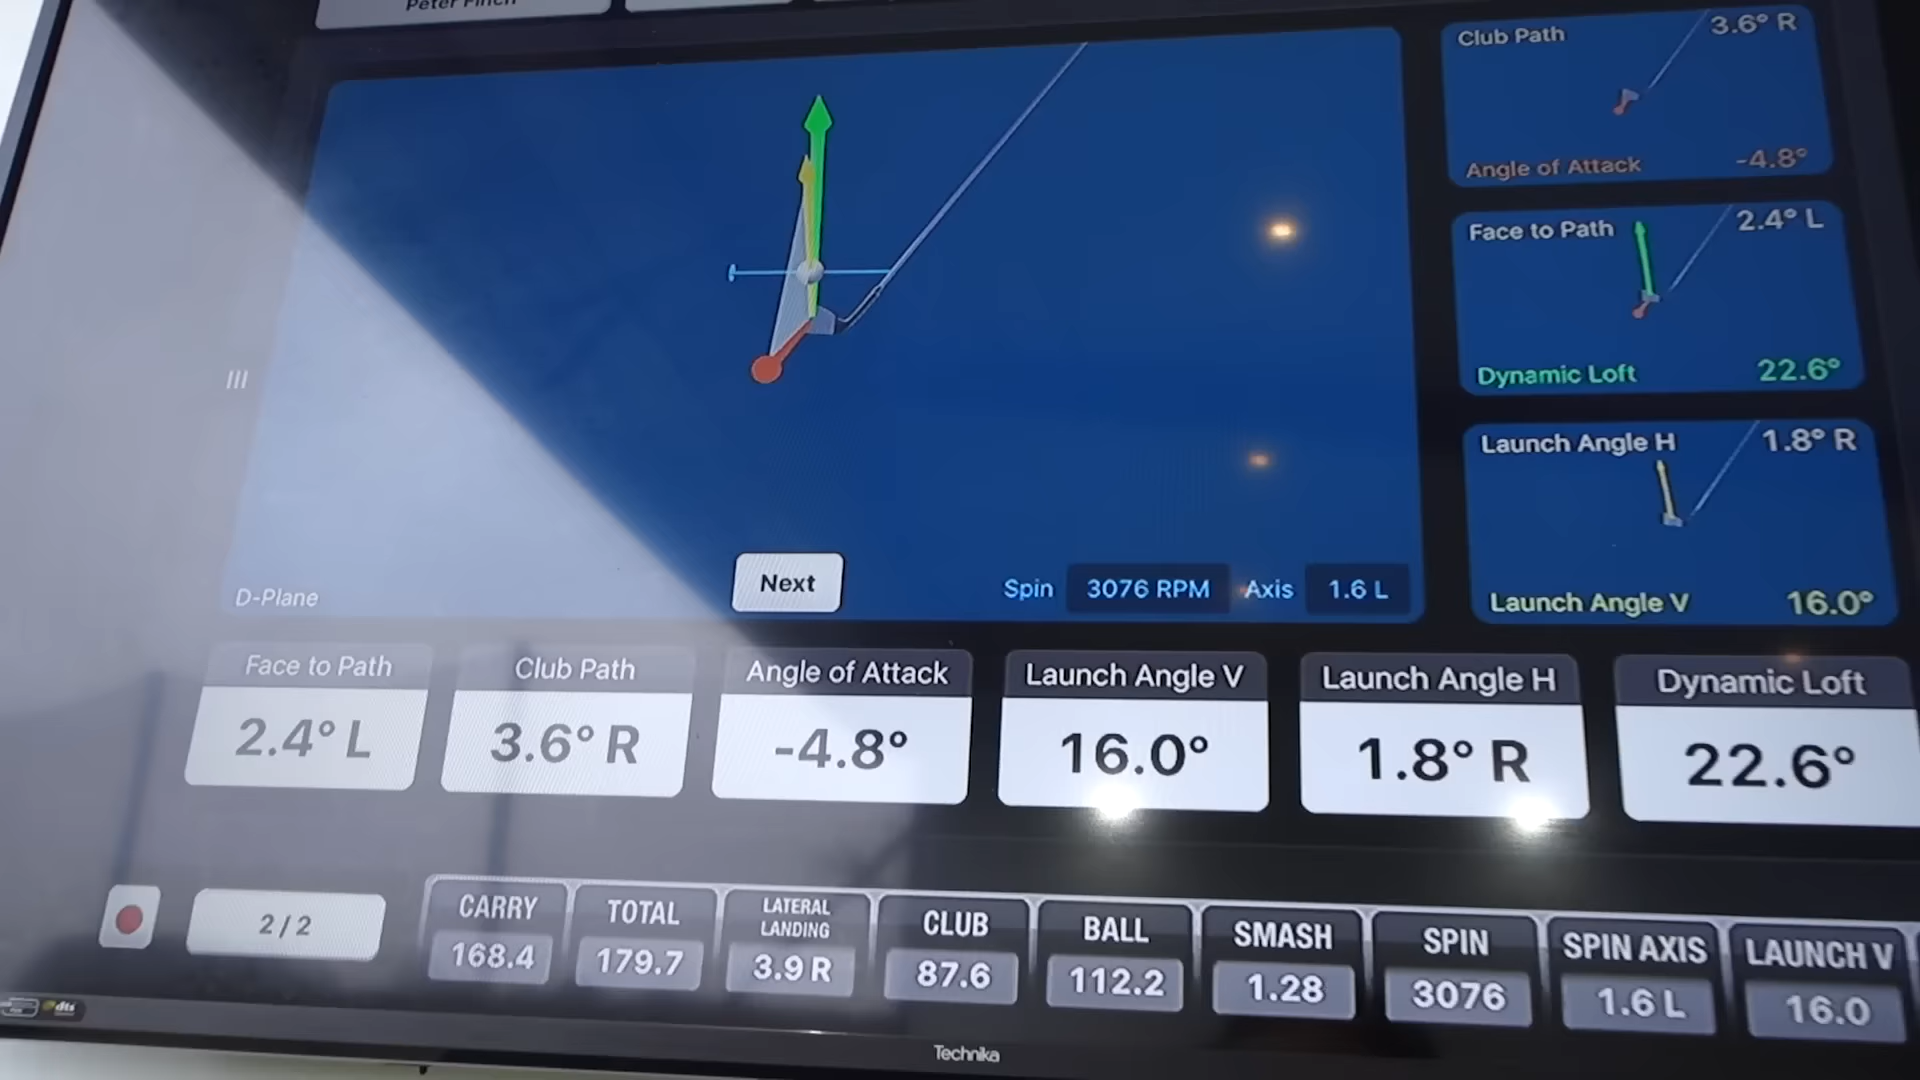 Peter Finch
Club Path 3.6° R
Angle of Attack -4.8°
Face to Path 2.4° L
Dynamic Loft 22.6°
Launch Angle H 1.8° R
Launch Angle V 16.0°
Next
Spin 3076 RPM Axis 1.6 L
D-Plane
Face to Path
2.4° L
Club Path
3.6° R
Angle of Attack
-4.8°
Launch Angle V
16.0°
Launch Angle H
1.8° R
Dynamic Loft
22.6°
2 / 2
CARRY
168.4
TOTAL
179.7
LATERAL
LANDING
3.9 R
CLUB
87.6
BALL
112.2
SMASH
1.28
SPIN
3076
SPIN AXIS
1.6 L
LAUNCH V
16.0
dts
Technika